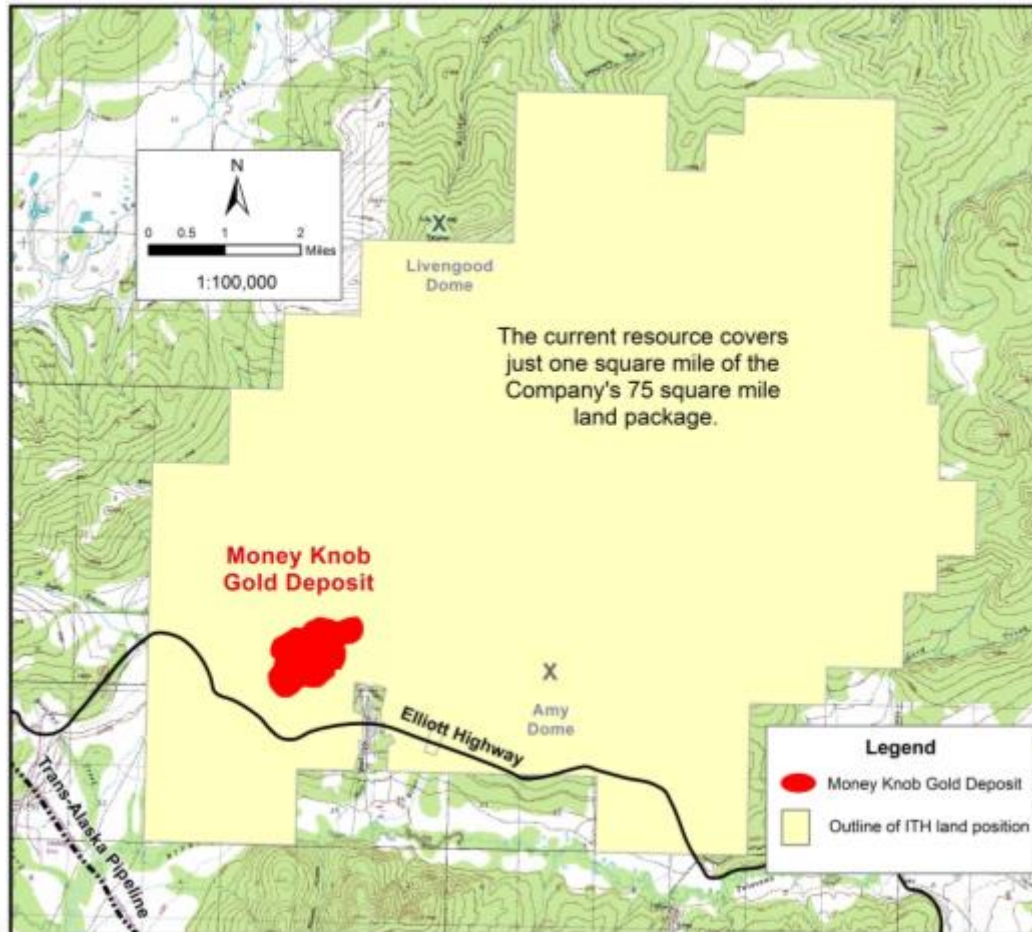 N
0 0.5 1 2
Miles
1:100,000
X
Livengood
Dome
The current resource covers
just one square mile of the
Company's 75 square mile
land package.
Money Knob
Gold Deposit
X
Amy
Dome
Elliott Highway
Trans-Alaska Pipeline
Legend
Money Knob Gold Deposit
Outline of ITH land position